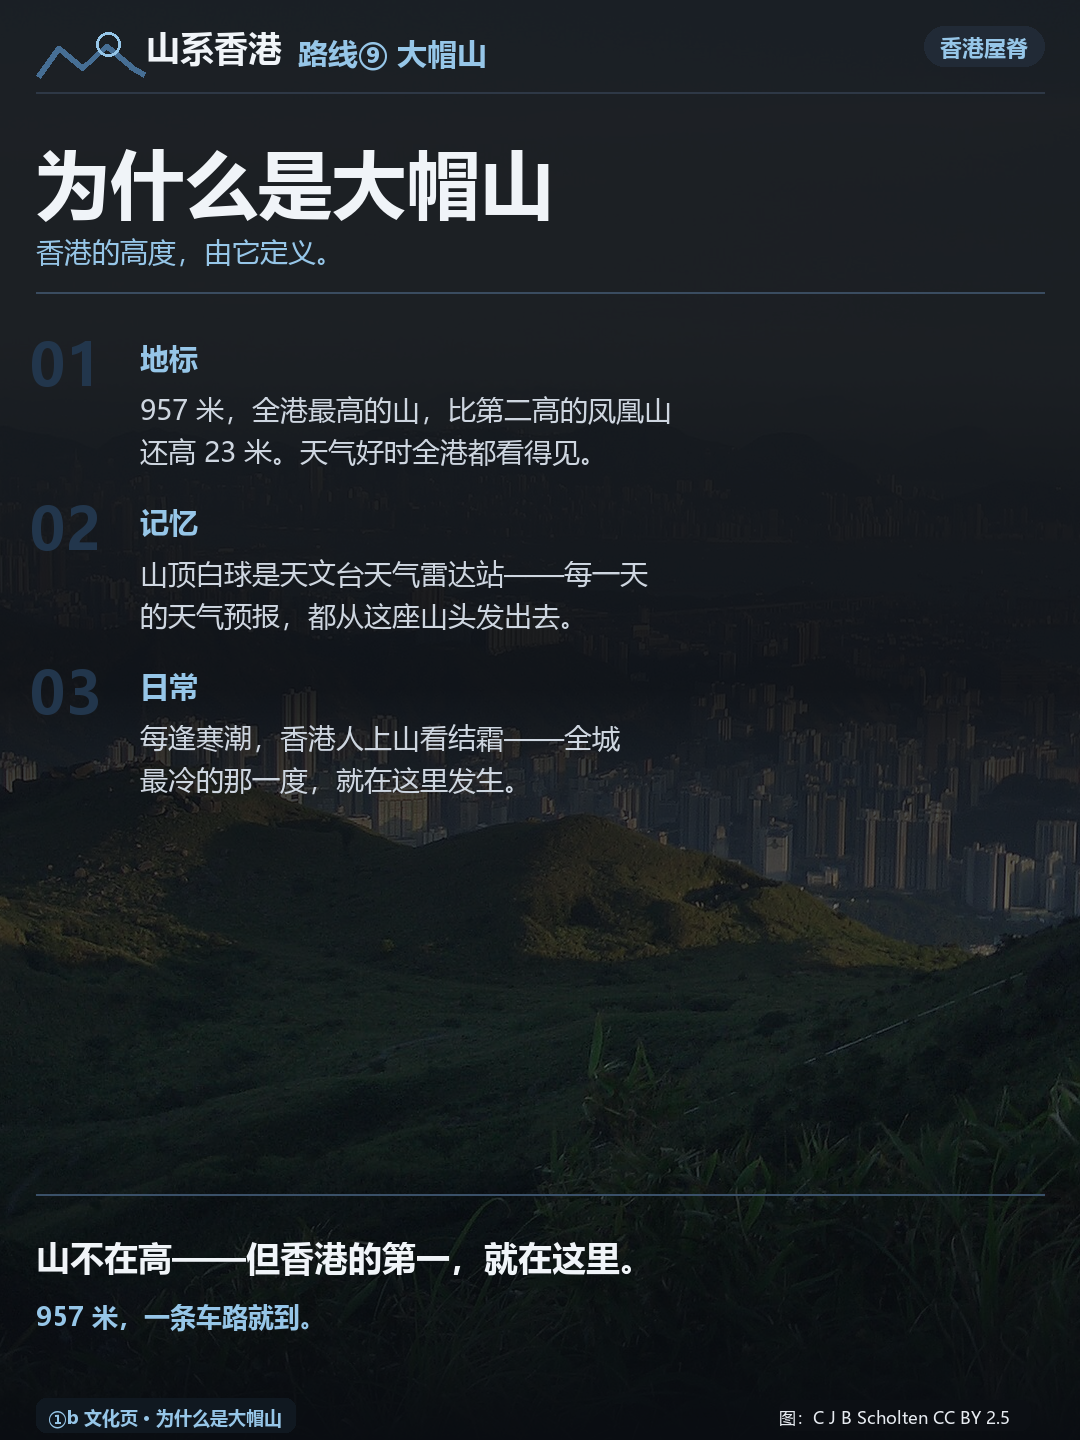 山系香港 路线⑨ 大帽山
香港屋脊
为什么是大帽山
香港的高度，由它定义。
01 地标
957 米，全港最高的山，比第二高的凤凰山
还高 23 米。天气好时全港都看得见。
02 记忆
山顶白球是天文台天气雷达站——每一天
的天气预报，都从这座山头发出去。
03 日常
每逢寒潮，香港人上山看结霜——全城
最冷的那一度，就在这里发生。
山不在高——但香港的第一，就在这里。
957 米，一条车路就到。
①b 文化页·为什么是大帽山
图：C J B Scholten CC BY 2.5